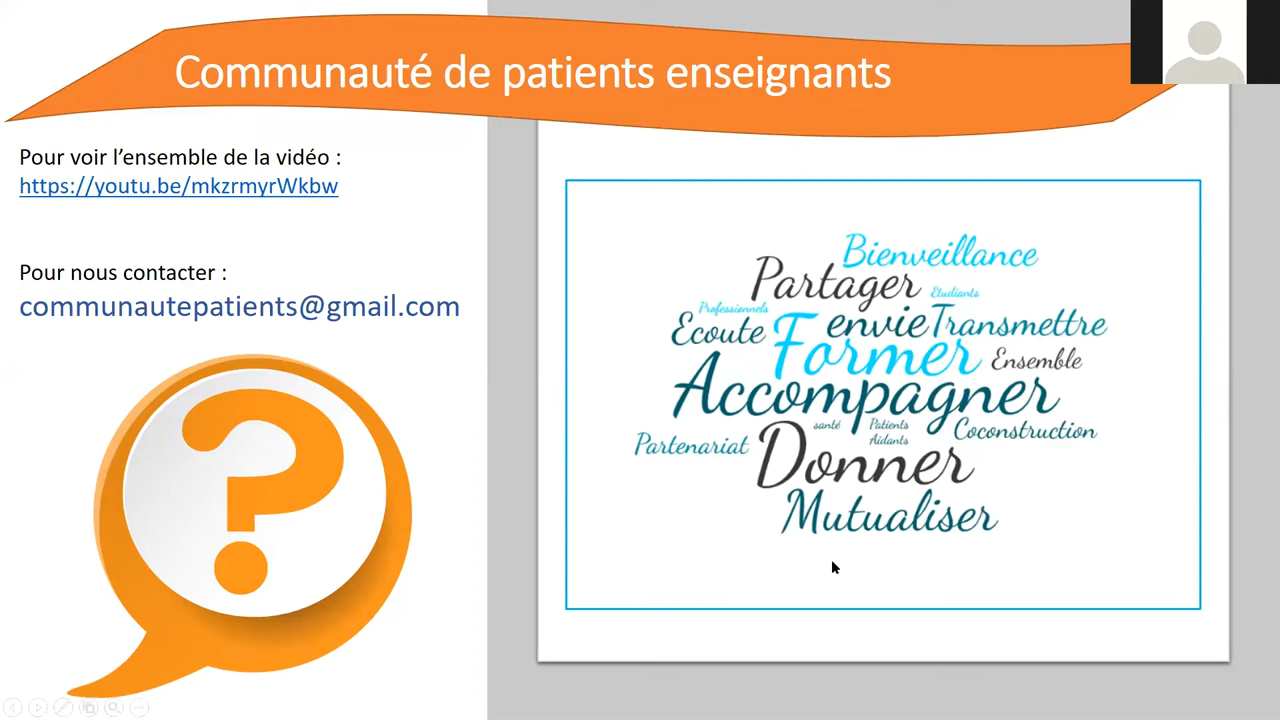 Communauté de patients enseignants
Pour voir l’ensemble de la vidéo :
https://youtu.be/mkzrmyrWkbw
Pour nous contacter :
communautepatients@gmail.com
?
Bienveillance
Partager
Etudiants
Professionnels
Ecoute
envie
Transmettre
Former
Ensemble
Accompagner
santé
Patients
Aidants
Coconstruction
Partenariat
Donner
Mutualiser